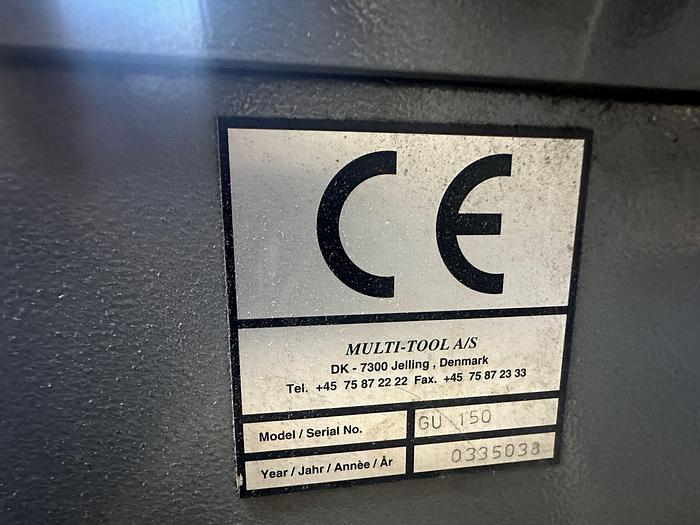 CE
MULTI-TOOL A/S
DK - 7300 Jelling , Denmark
Tel. +45 75 87 22 22 Fax. +45 75 87 23 33
Model / Serial No. GU 150
Year / Jahr / Annèe / År 0335038